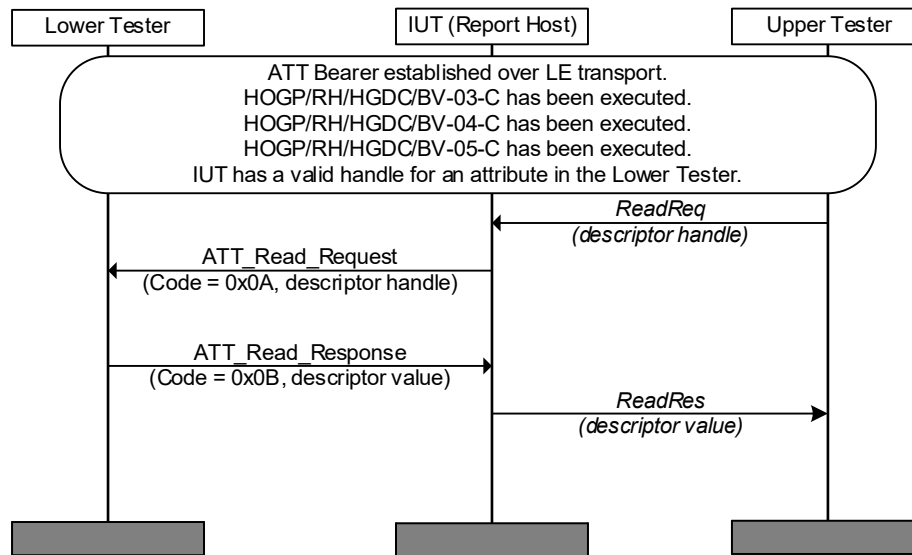 Lower Tester
IUT (Report Host)
Upper Tester
ATT Bearer established over LE transport.
HOGP/RH/HGDC/BV-03-C has been executed.
HOGP/RH/HGDC/BV-04-C has been executed.
HOGP/RH/HGDC/BV-05-C has been executed.
IUT has a valid handle for an attribute in the Lower Tester.
ReadReq
(descriptor handle)
ATT_Read_Request
(Code = 0x0A, descriptor handle)
ATT_Read_Response
(Code = 0x0B, descriptor value)
ReadRes
(descriptor value)